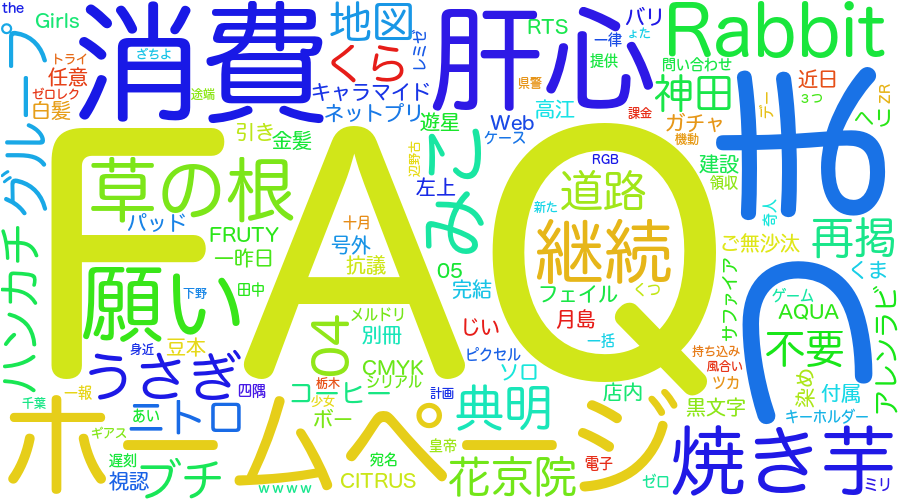 the
Girls
消費
地図
肝心
バリ
Rabbit
RTS
ょた
一律
レミゼ
ざちよ
くら
提供
問い合わせ
トライ
任意
ゼロレク
白髪
途端
キャラマイド
ネットプリ
県警
神田
近日
3つ
ヘリ
ZR
デー
高江
課金
ガチャ
機動
Web
ケース
遊星
引き
金髪
グループ
FAQ
草の根
辺野古
みこ
RGB
建設
領収
左上
道路
パッド
新た
奇人
十月
FRUTY
号外
一昨日
抗議
継続
再掲
ご無沙汰
ハンカチ
願い
下野
田中
05
完結
フェイル
くつ
サファイア
くま
ゲーム
AQUA
アレンラビ
04
メルドリ
別冊
じい
月島
一括
不要
身近
豆本
ピクセル
持ち込み
風合い
うさぎ
CMYK
ソロ
四隅
栃木
シリアル
計画
コーヒー
店内
ツカ
染め
付属
一報
千葉
少女
ボー
典明
黒文字
キーホルダー
ホームページ
あい
ニトロ
ギアス
皇帝
焼き芋
遅刻
視認
ブチ
宛名
CITRUS
wwww
花京院
電子
ゼロ
ミリ